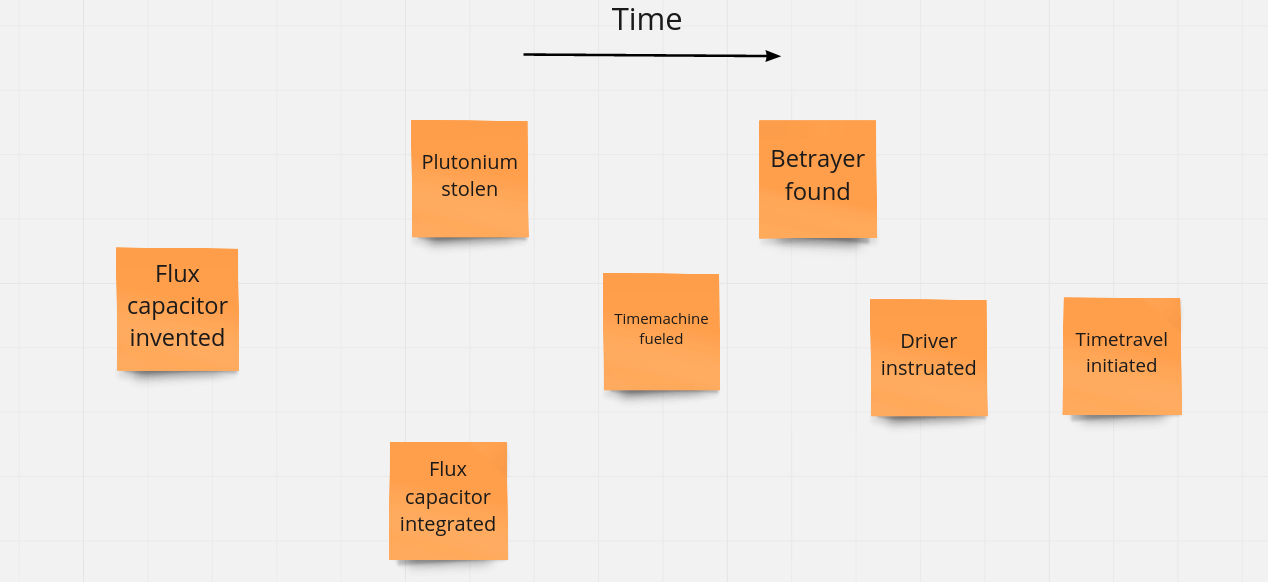 Time
Plutonium
stolen
Betrayer
found
Flux
capacitor
invented
Timemachine
fueled
Driver
instruated
Timetravel
initiated
Flux
capacitor
integrated